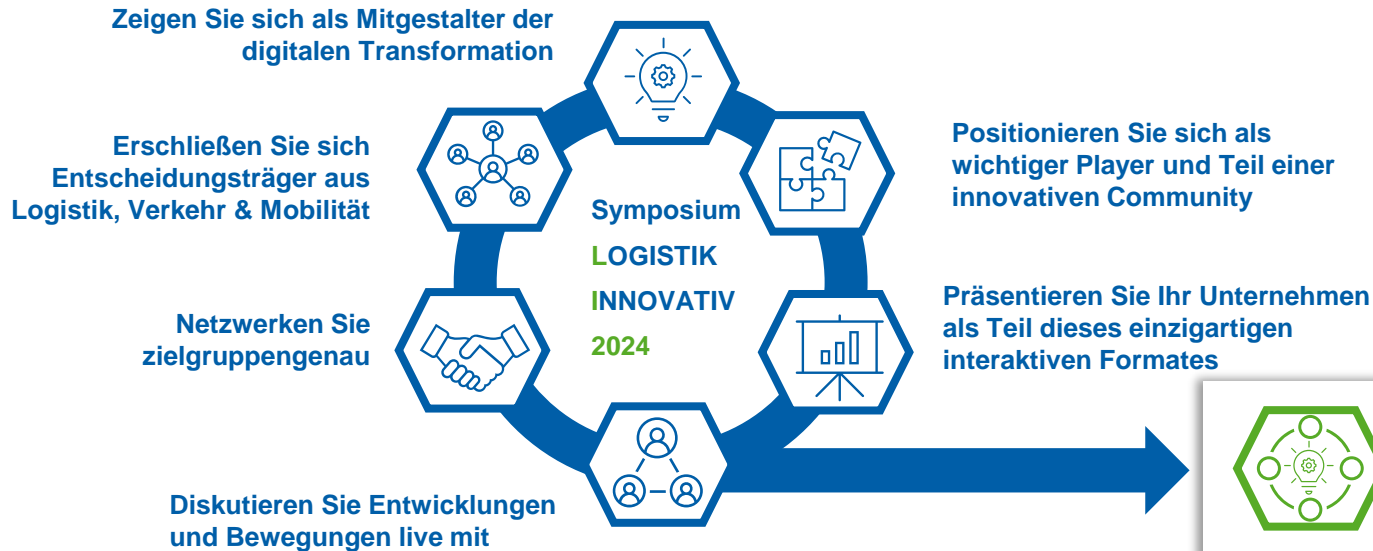 Zeigen Sie sich als Mitgestalter der
digitalen Transformation
Erschließen Sie sich
Entscheidungsträger aus
Logistik, Verkehr & Mobilität
Netzwerken Sie
zielgruppengenau
Diskutieren Sie Entwicklungen
und Bewegungen live mit
Symposium
LOGISTIK
INNOVATIV
2024
Positionieren Sie sich als
wichtiger Player und Teil einer
innovativen Community
Präsentieren Sie Ihr Unternehmen
als Teil dieses einzigartigen
interaktiven Formates